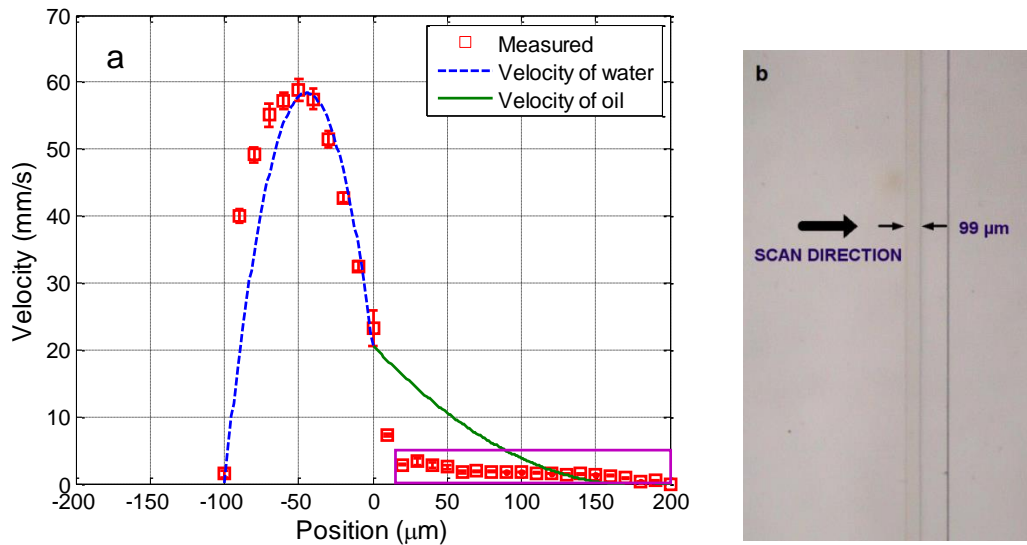 a
Measured
Velocity of water
Velocity of oil
Velocity (mm/s)
70
60
50
40
30
20
10
0
-200 -150 -100 -50 0 50 100 150 200
Position (μm)
b
99 μm
SCAN DIRECTION